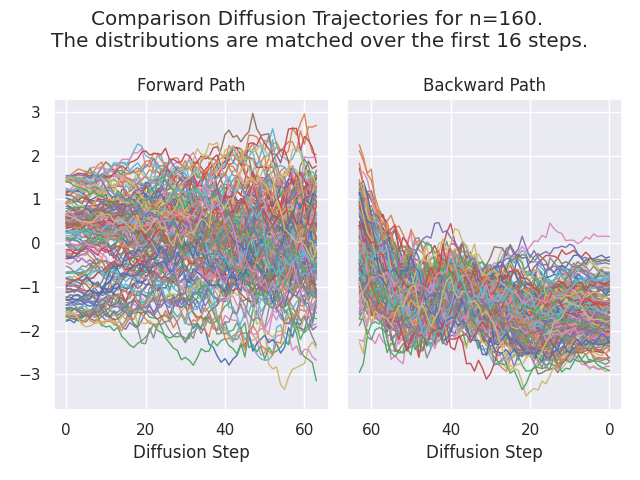 Comparison Diffusion Trajectories for n=160.
The distributions are matched over the first 16 steps.
Forward Path
Backward Path
3
2
1
0
−1
−2
−3
0 20 40 60
60 40 20 0
Diffusion Step
Diffusion Step